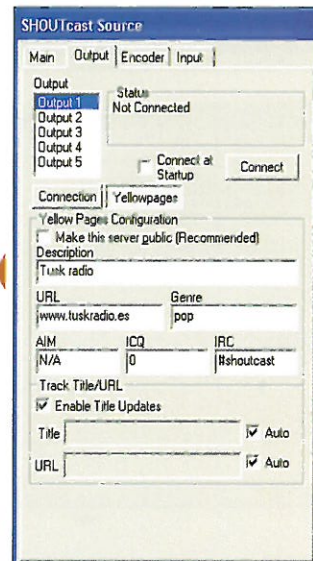 SHOUTcast Source
Main Output Encoder Input
Output
Output 1
Output 2
Output 3
Output 4
Output 5
Status
Not Connected
Connect at
Startup
Connect
Connection Yellowpages
Yellow Pages Configuration
Make this server public (Recommended)
Description
Tusk radio
URL Genre
www.tuskradio.es pop
AIM ICQ IRC
N/A 0 #shoutcast
Track Title/URL
Enable Title Updates
Title Auto
URL Auto